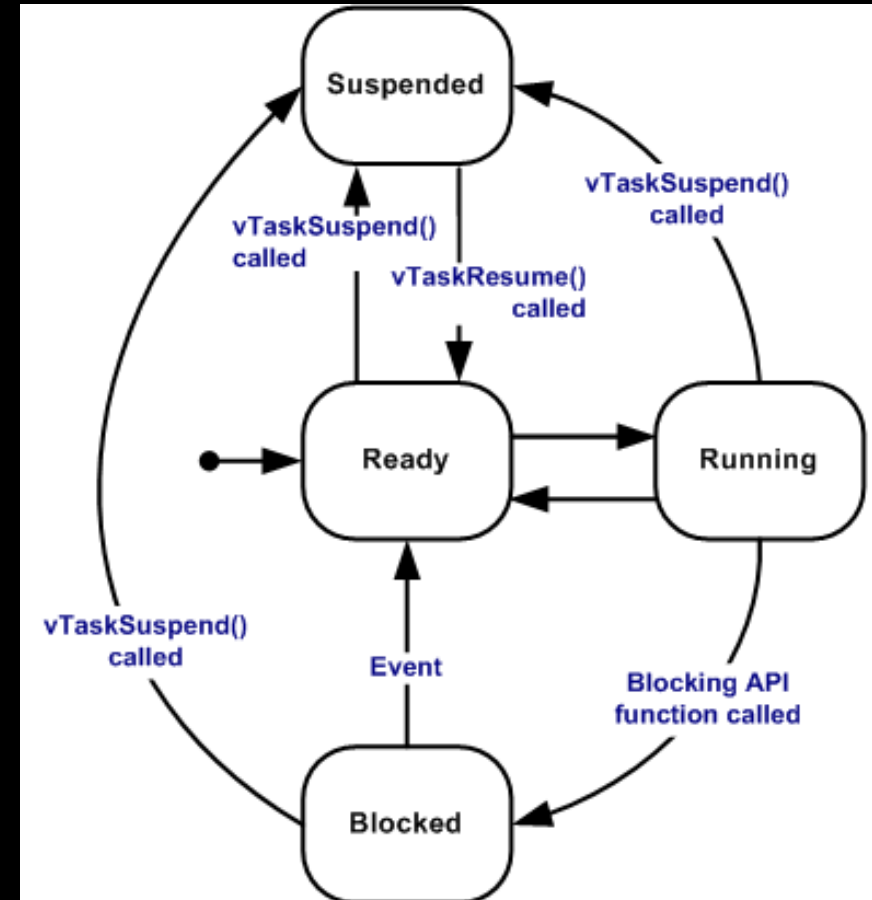 Suspended
vTaskSuspend()
called
vTaskSuspend()
called
vTaskResume()
called
Ready
Running
vTaskSuspend()
called
Event
Blocking API
function called
Blocked